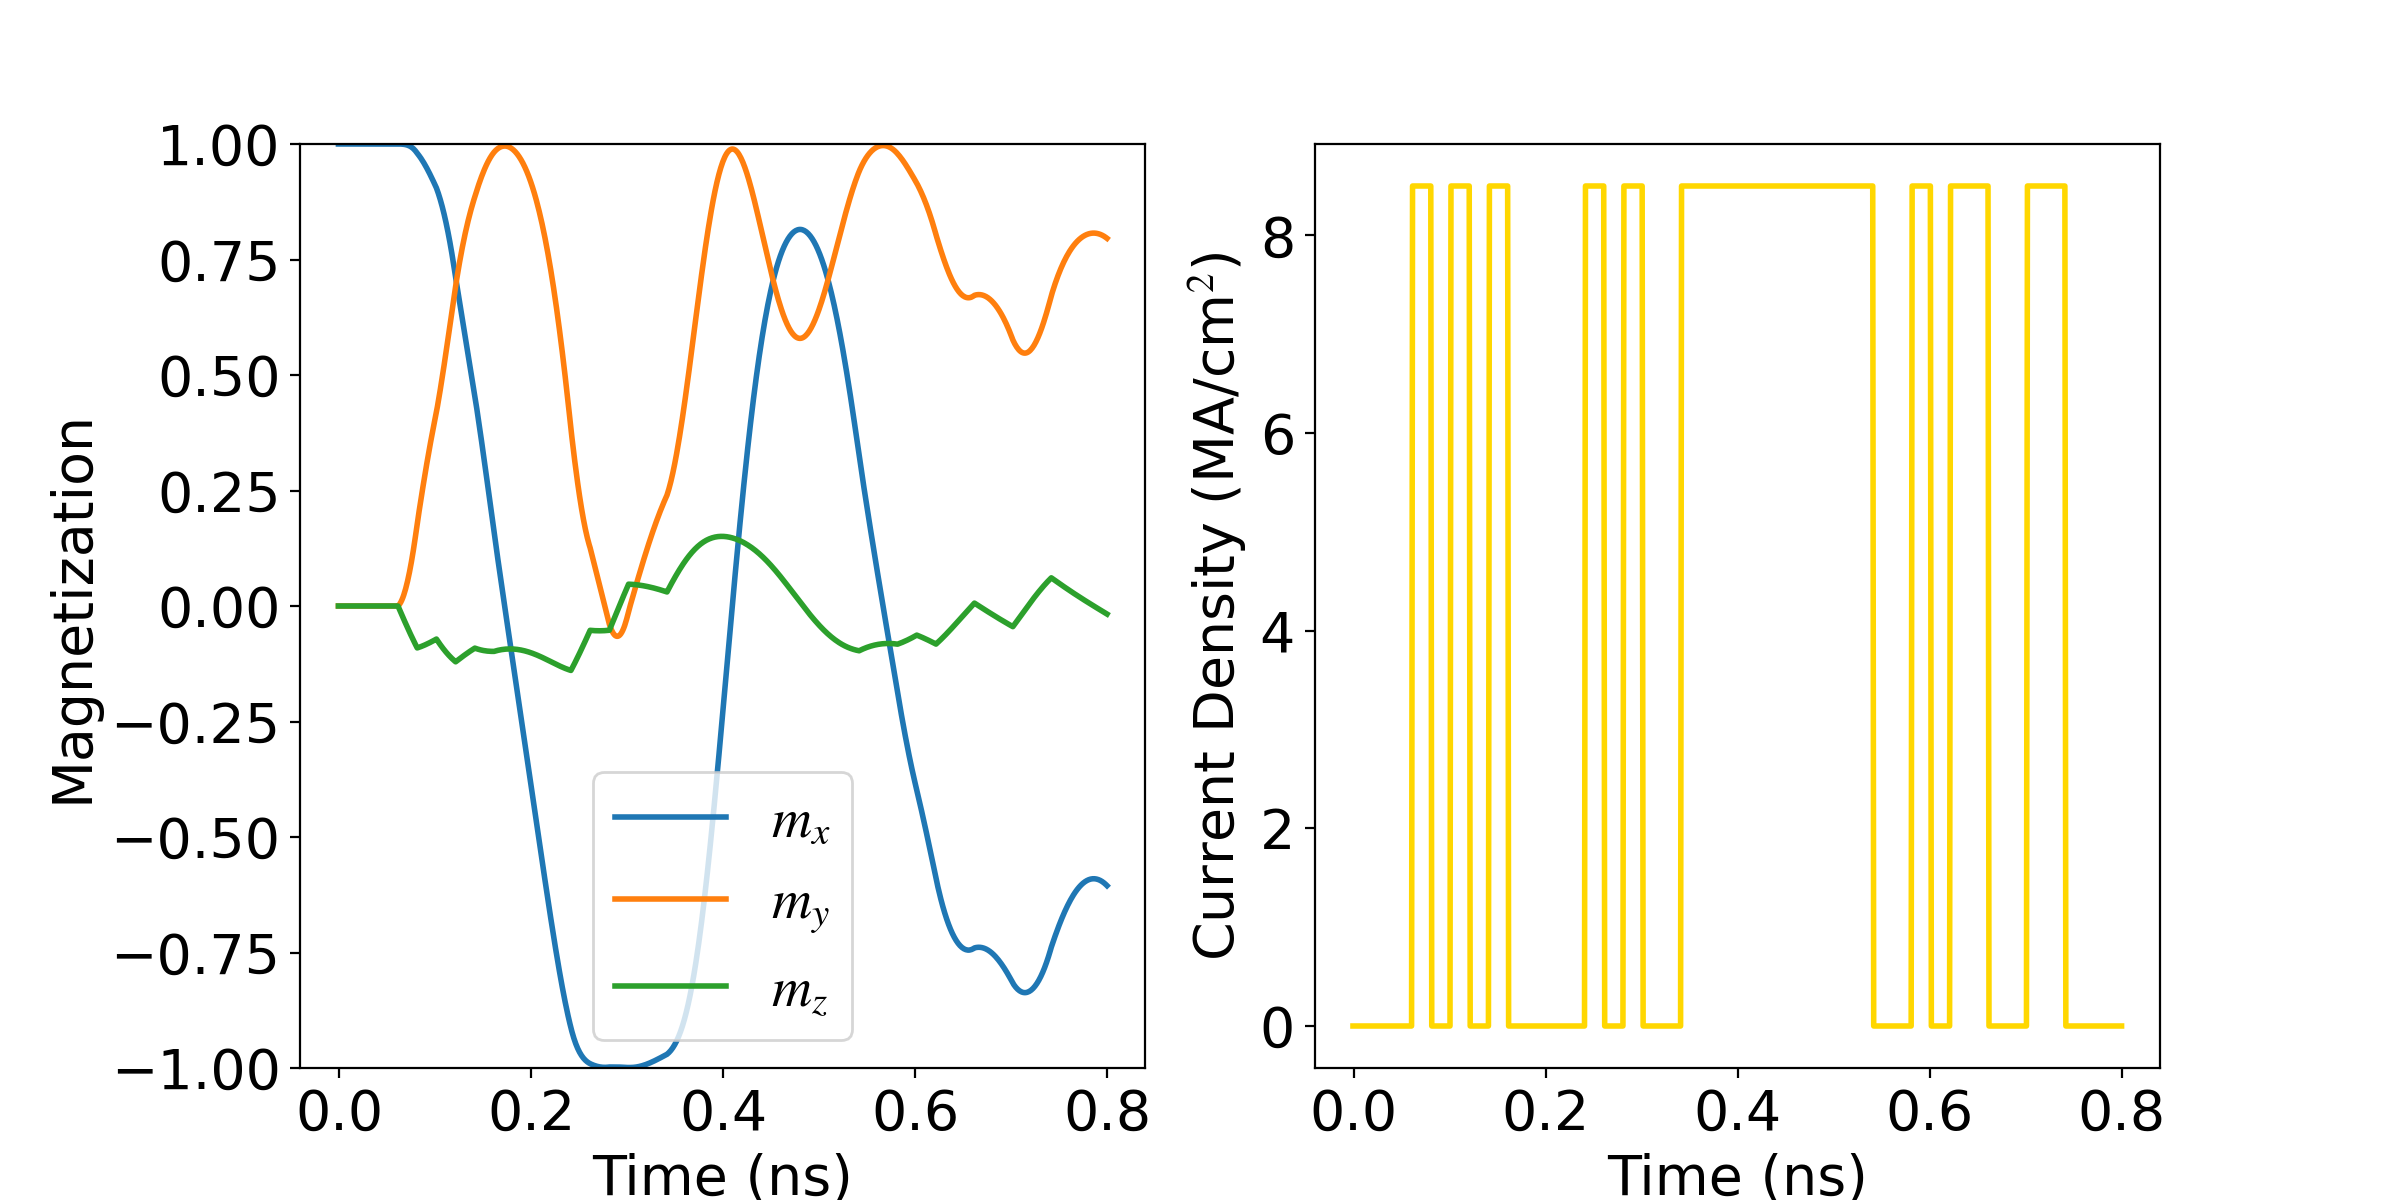 1.00
0.75
0.50
0.25
0.00
−0.25
−0.50
−0.75
−1.00
Magnetization
0.0 0.2 0.4 0.6 0.8
Time (ns)
mₓ
m_y
m_z
8
6
4
2
0
Current Density (MA/cm²)
0.0 0.2 0.4 0.6 0.8
Time (ns)